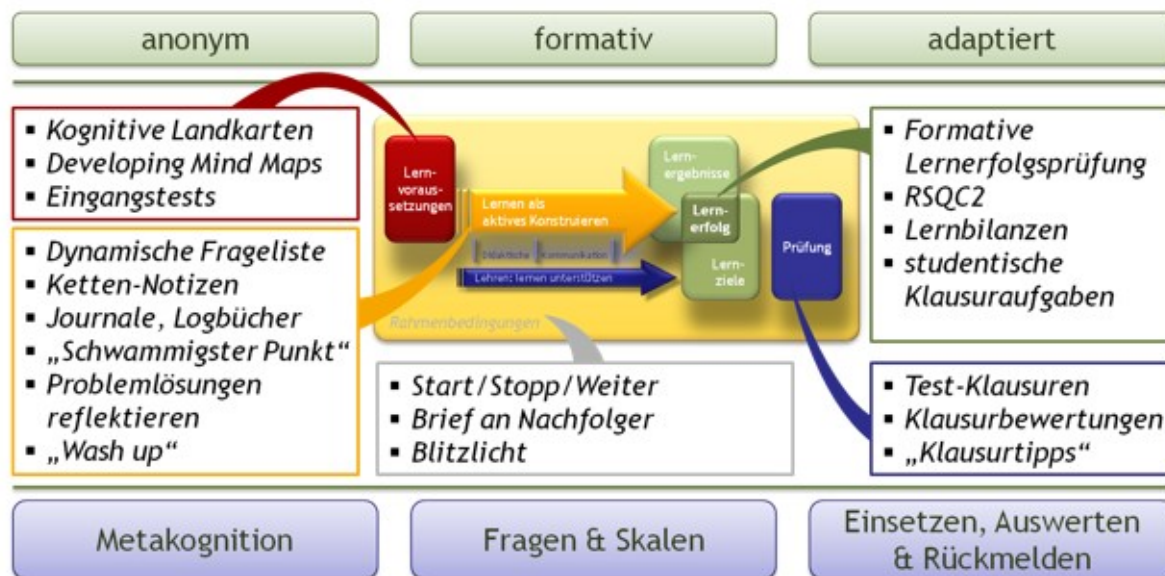 anonym
formativ
adaptiert
▪ Kognitive Landkarten
▪ Developing Mind Maps
▪ Eingangstests
▪ Dynamische Frageliste
▪ Ketten-Notizen
▪ Journale, Logbücher
▪ „Schwammigster Punkt“
▪ Problemlösungen
reflektieren
▪ „Wash up“
Lern-
voraus-
setzungen
Lernen als
aktives Konstruieren
Didaktische
Kommunikation
Lehren: lernen unterstützen
Lern-
ergebnisse
Lern-
erfolg
Lern-
ziele
Prüfung
Rahmenbedingungen
▪ Start/Stopp/Weiter
▪ Brief an Nachfolger
▪ Blitzlicht
▪ Formative
Lernerfolgsprüfung
▪ RSQC2
▪ Lernbilanzen
▪ studentische
Klausuraufgaben
▪ Test-Klausuren
▪ Klausurbewertungen
▪ „Klausurtipps“
Metakognition
Fragen & Skalen
Einsetzen, Auswerten
& Rückmelden